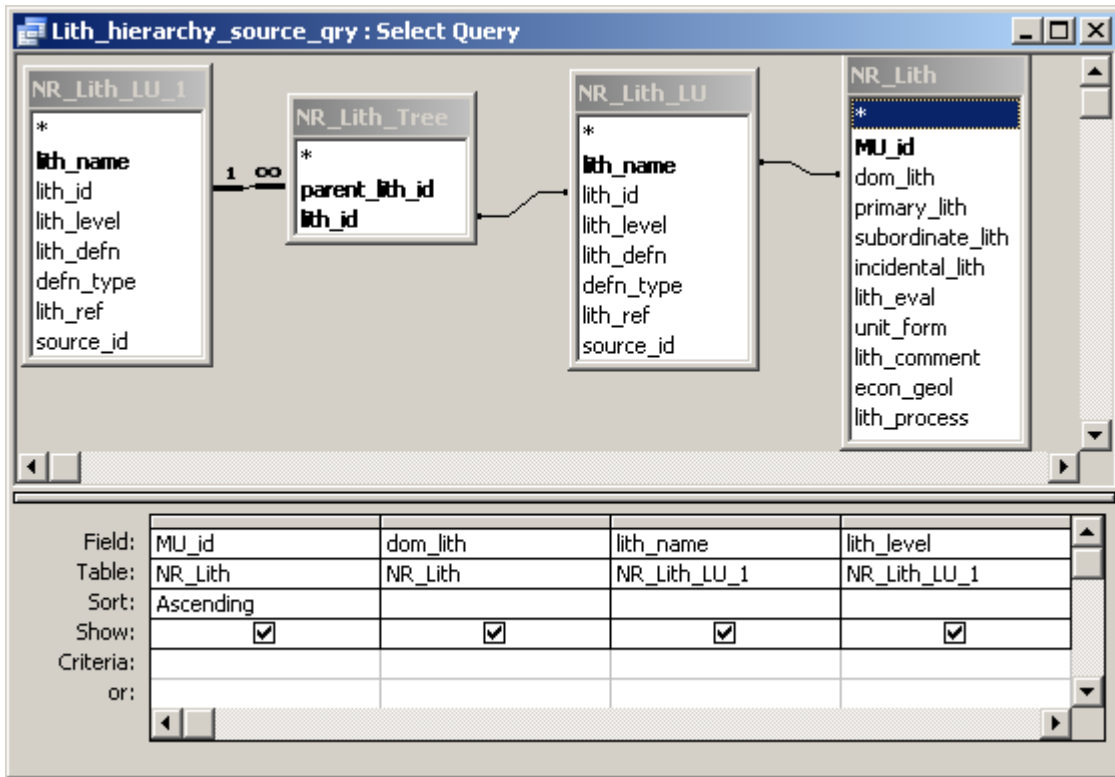 Lith_hierarchy_source_qry : Select Query
NR_Lith_LU_1
*
lith_name
lith_id
lith_level
lith_defn
defn_type
lith_ref
source_id
1 ∞
NR_Lith_Tree
*
parent_lith_id
lith_id
NR_Lith_LU
*
lith_name
lith_id
lith_level
lith_defn
defn_type
lith_ref
source_id
NR_Lith
*
MU_id
dom_lith
primary_lith
subordinate_lith
incidental_lith
lith_eval
unit_form
lith_comment
econ_geol
lith_process
Field: MU_id dom_lith lith_name lith_level
Table: NR_Lith NR_Lith NR_Lith_LU_1 NR_Lith_LU_1
Sort: Ascending
Show:
Criteria:
or: